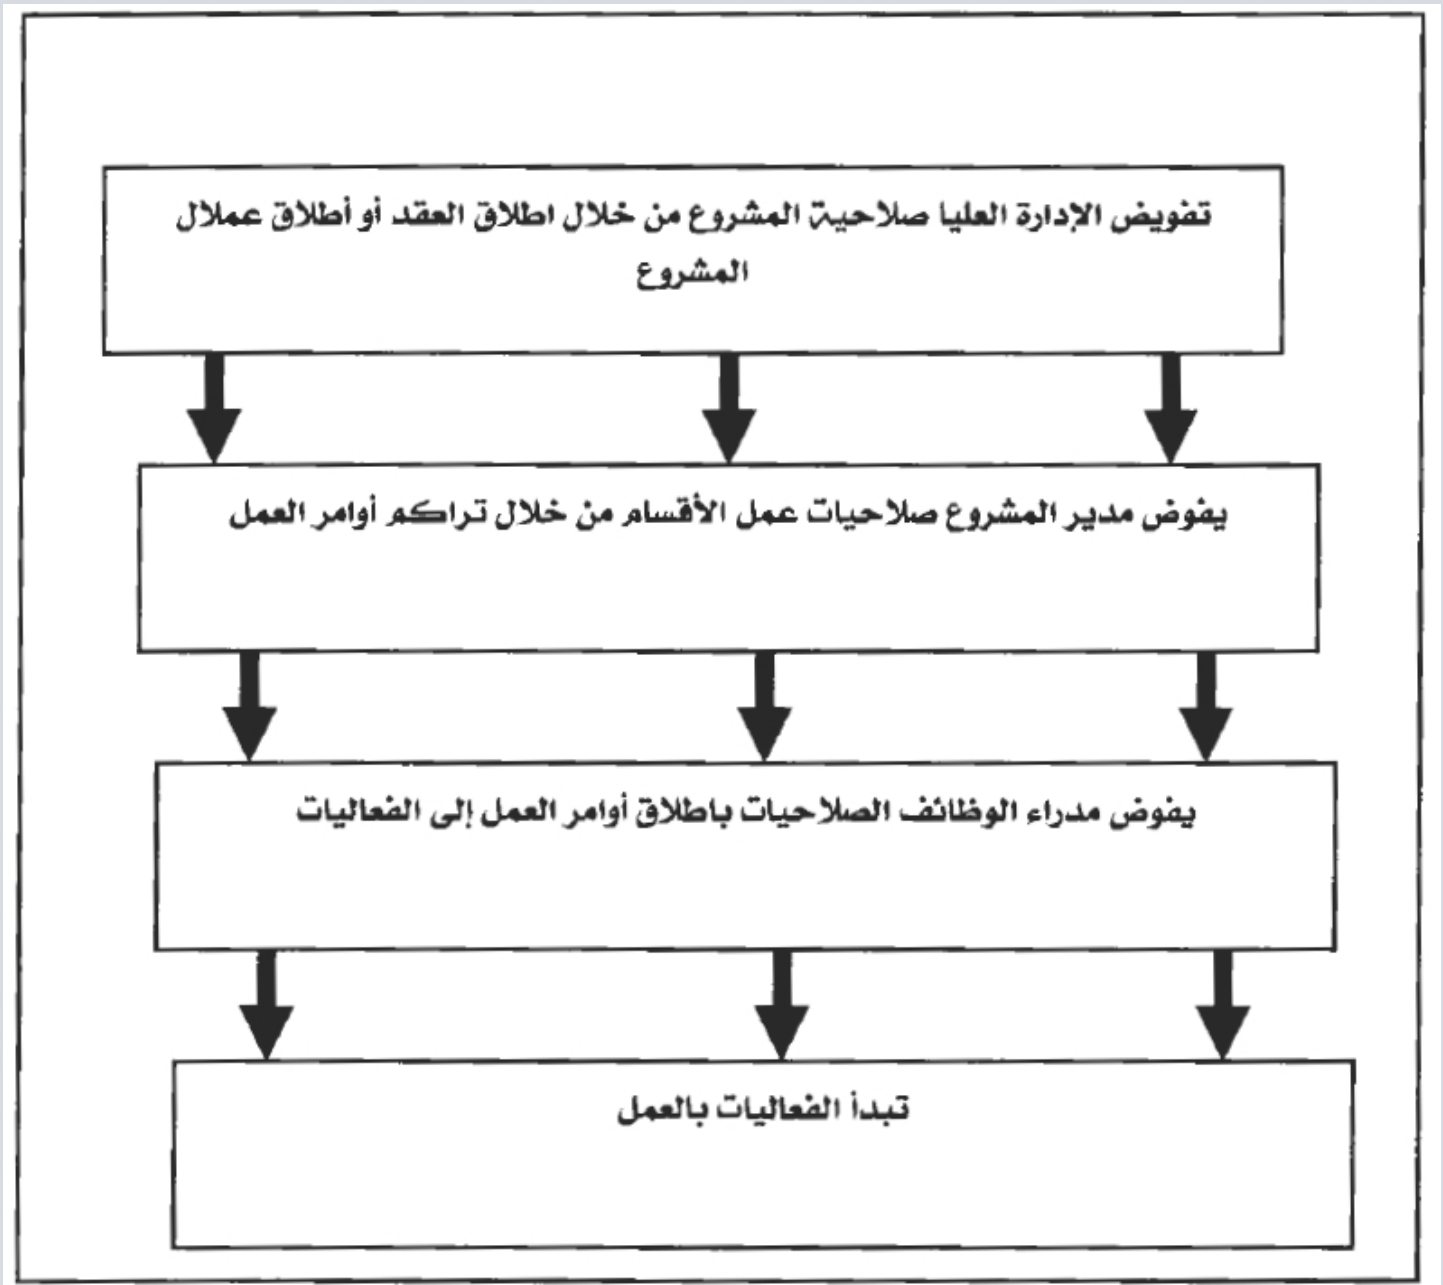 تفويض الإدارة العليا صلاحية المشروع من خلال اطلاق العقد أو أطلاق عملال
المشروع
يفوض مدير المشروع صلاحيات عمل الأقسام من خلال تراكم أوامر العمل
يفوض مدراء الوظائف الصلاحيات باطلاق أوامر العمل إلى الفعاليات
تبدأ الفعاليات بالعمل